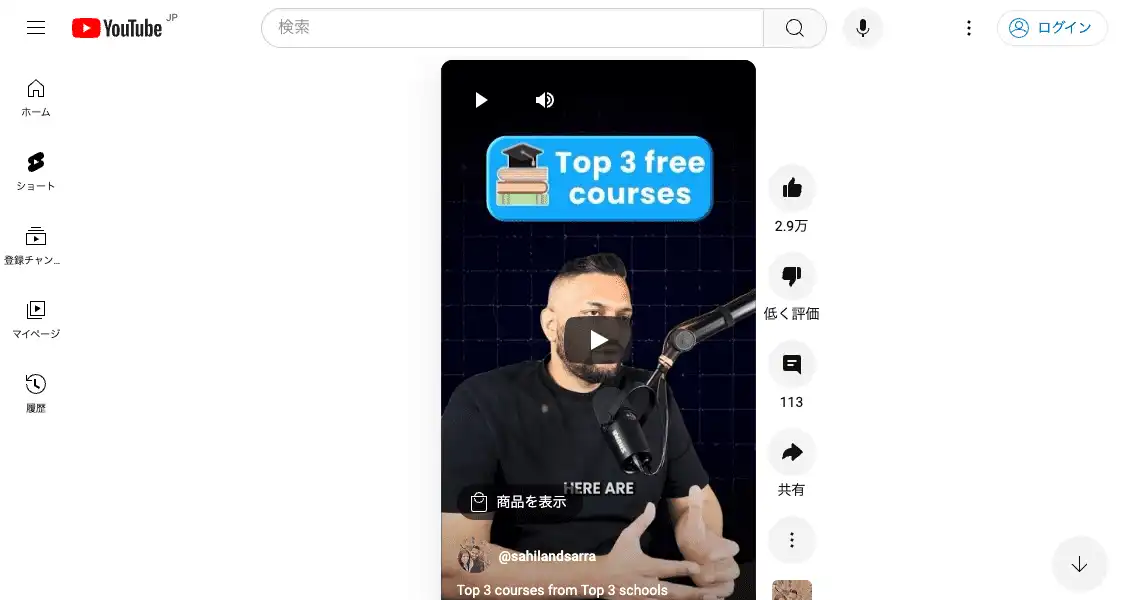 YouTube JP
検索
ログイン
ホーム
ショート
登録チャン...
マイページ
履歴
Top 3 free
courses
HERE ARE
商品を表示
@sahilandsarra
Top 3 courses from Top 3 schools
2.9万
低く評価
113
共有